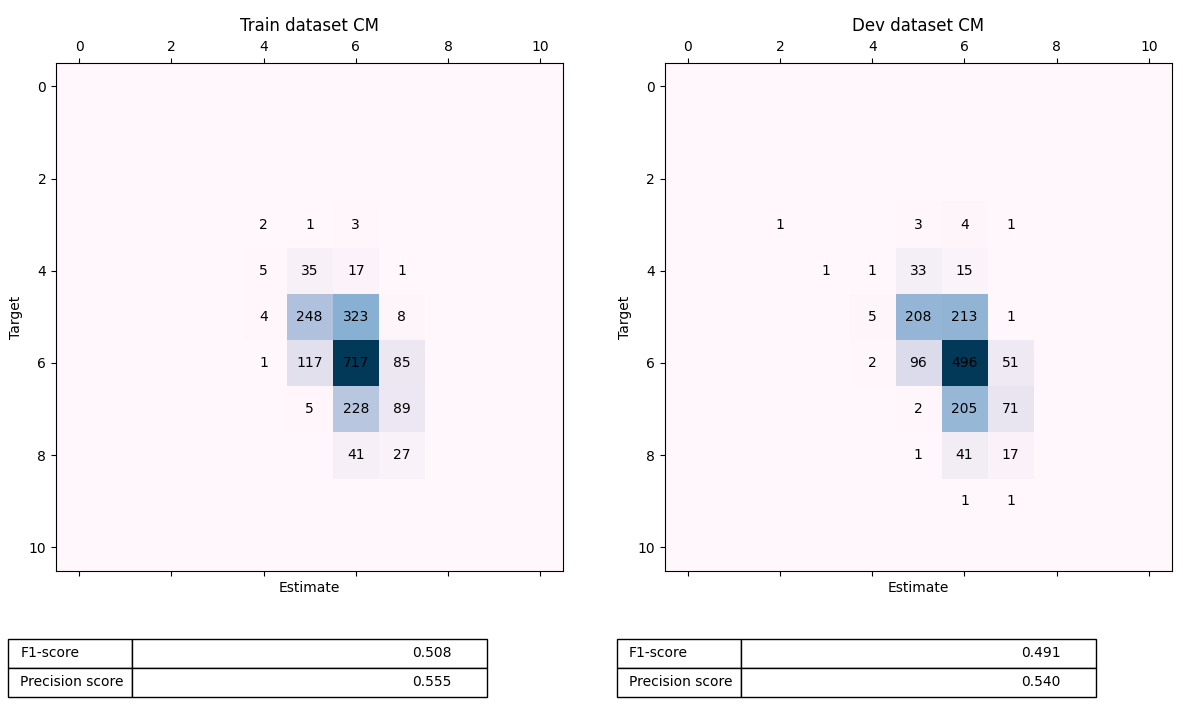 Train dataset CM
0 2 4 6 8 10
0
2
2 1 3
4 5 35 17 1
4 248 323 8
6 1 117 717 85
5 228 89
8 41 27
10
Target
Estimate
F1-score 0.508
Precision score 0.555
Dev dataset CM
0 2 4 6 8 10
0
2
1 3 4 1
4 1 1 33 15
5 208 213 1
6 2 96 496 51
2 205 71
8 1 41 17
1 1
10
Target
Estimate
F1-score 0.491
Precision score 0.540